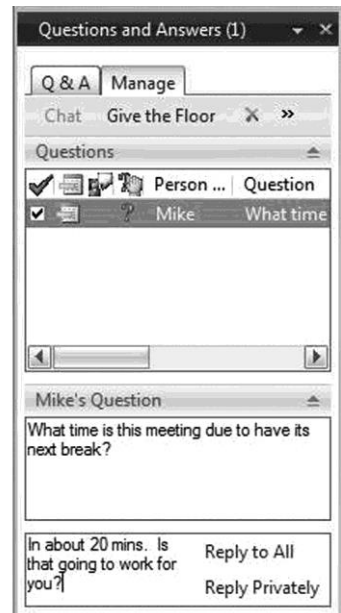 Questions and Answers (1)
Q & A Manage
Chat Give the Floor
Questions
Person ... Question
Mike What time
Mike's Question
What time is this meeting due to have its
next break?
In about 20 mins. Is
that going to work for
you?
Reply to All
Reply Privately